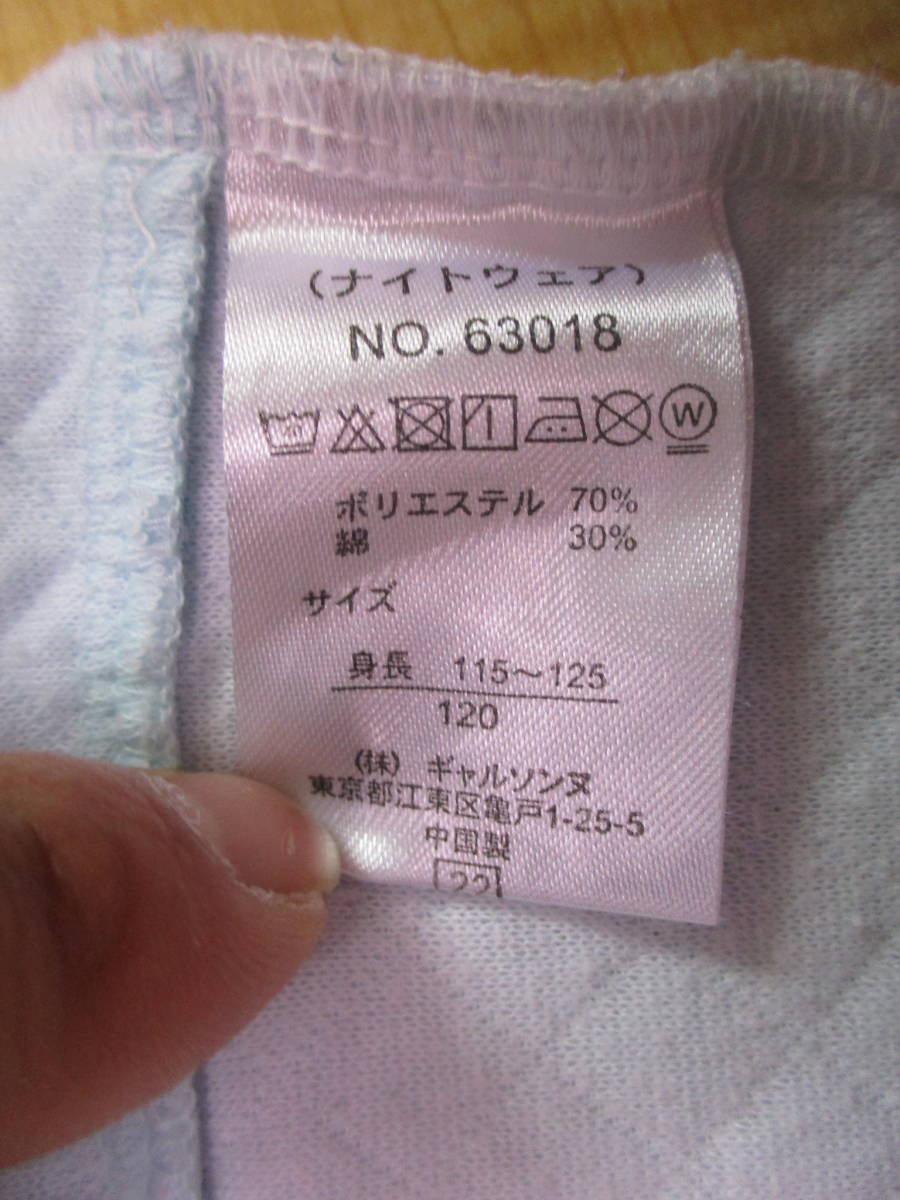 (ナイトウェア)
NO. 63018
W
ポリエステル 70%
綿 30%
サイズ
身長 115～125
120
(株) ギャルソンヌ
東京都江東区亀戸1-25-5
中国製
22